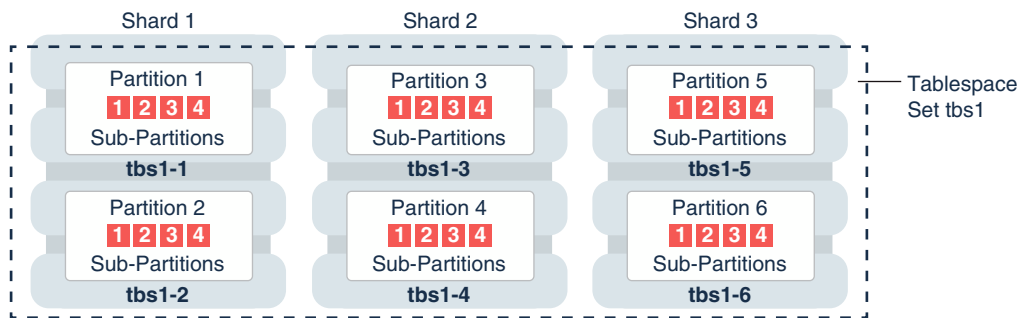 Shard 1
Partition 1
1 2 3 4
Sub-Partitions
tbs1-1
Partition 2
1 2 3 4
Sub-Partitions
tbs1-2
Shard 2
Partition 3
1 2 3 4
Sub-Partitions
tbs1-3
Partition 4
1 2 3 4
Sub-Partitions
tbs1-4
Shard 3
Partition 5
1 2 3 4
Sub-Partitions
tbs1-5
Partition 6
1 2 3 4
Sub-Partitions
tbs1-6
Tablespace
Set tbs1